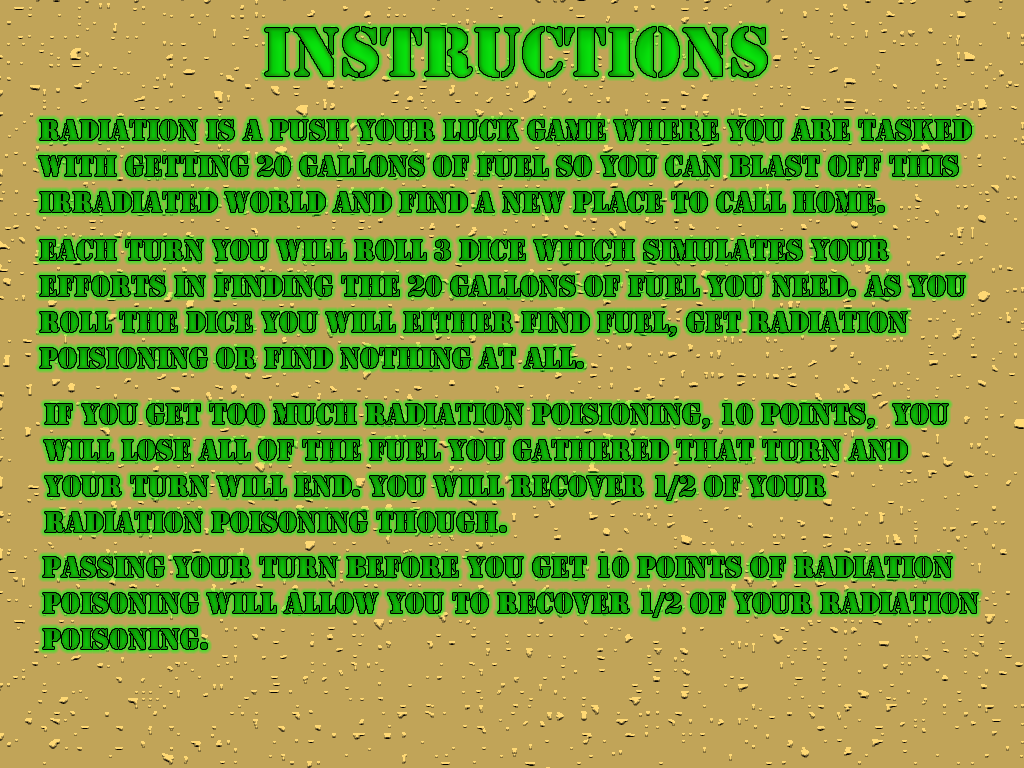 INSTRUCTIONS
RADIATION IS A PUSH YOUR LUCK GAME WHERE YOU ARE TASKED
WITH GETTING 20 GALLONS OF FUEL SO YOU CAN BLAST OFF THIS
IRRADIATED WORLD AND FIND A NEW PLACE TO CALL HOME.
EACH TURN YOU WILL ROLL 3 DICE WHICH SIMULATES YOUR
EFFORTS IN FINDING THE 20 GALLONS OF FUEL YOU NEED. AS YOU
ROLL THE DICE YOU WILL EITHER FIND FUEL, GET RADIATION
POISIONING OR FIND NOTHING AT ALL.
IF YOU GET TOO MUCH RADIATION POISIONING, 10 POINTS, YOU
WILL LOSE ALL OF THE FUEL YOU GATHERED THAT TURN AND
YOUR TURN WILL END. YOU WILL RECOVER 1/2 OF YOUR
RADIATION POISONING THOUGH.
PASSING YOUR TURN BEFORE YOU GET 10 POINTS OF RADIATION
POISONING WILL ALLOW YOU TO RECOVER 1/2 OF YOUR RADIATION
POISONING.